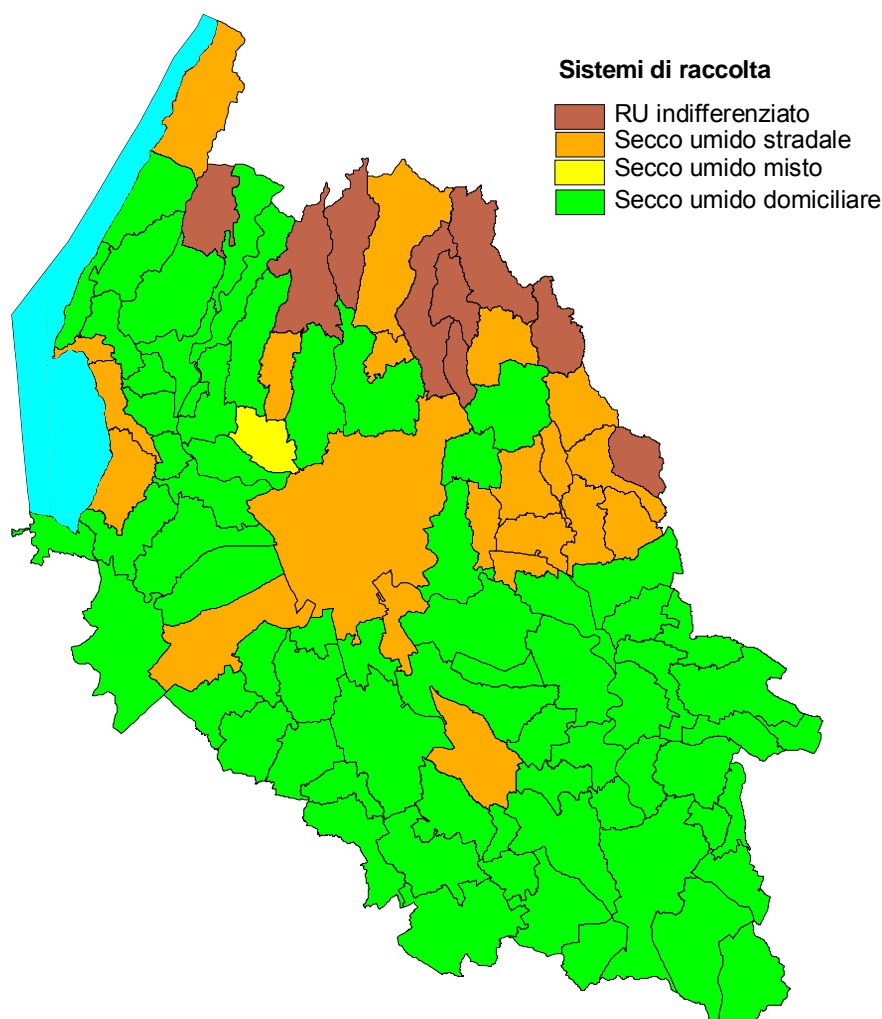 Sistemi di raccolta
RU indifferenziato
Secco umido stradale
Secco umido misto
Secco umido domiciliare